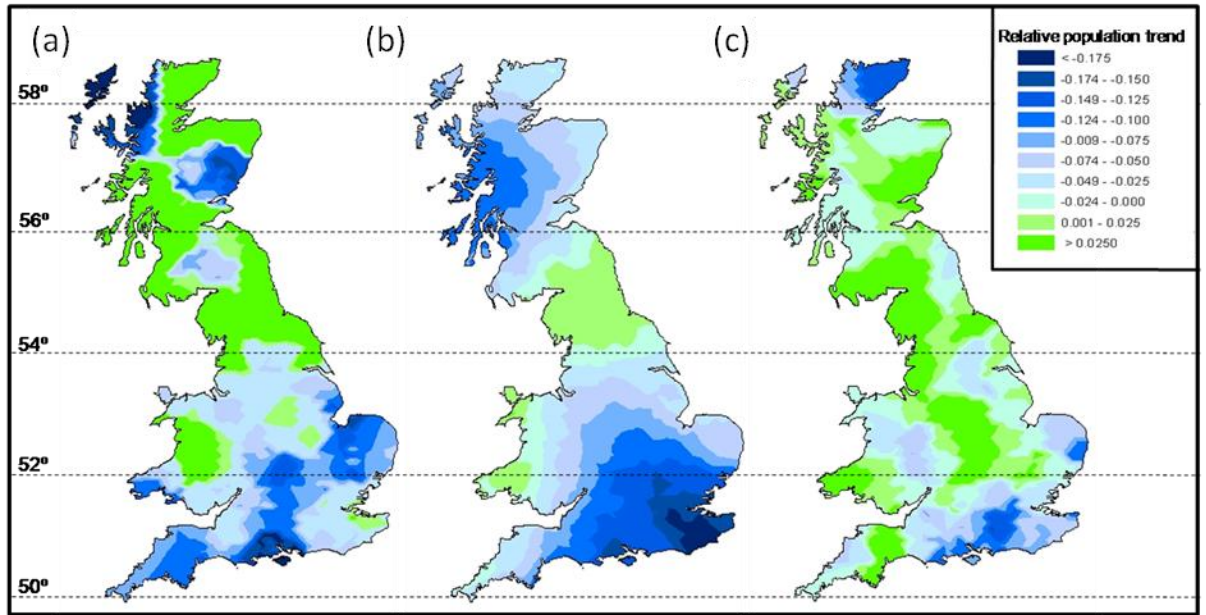 (a)
(b)
(c)
Relative population trend
< -0.175
-0.174 - -0.150
-0.149 - -0.125
-0.124 - -0.100
-0.009 - -0.075
-0.074 - -0.050
-0.049 - -0.025
-0.024 - 0.000
0.001 - 0.025
> 0.0250
58º
56º
54º
52º
50º